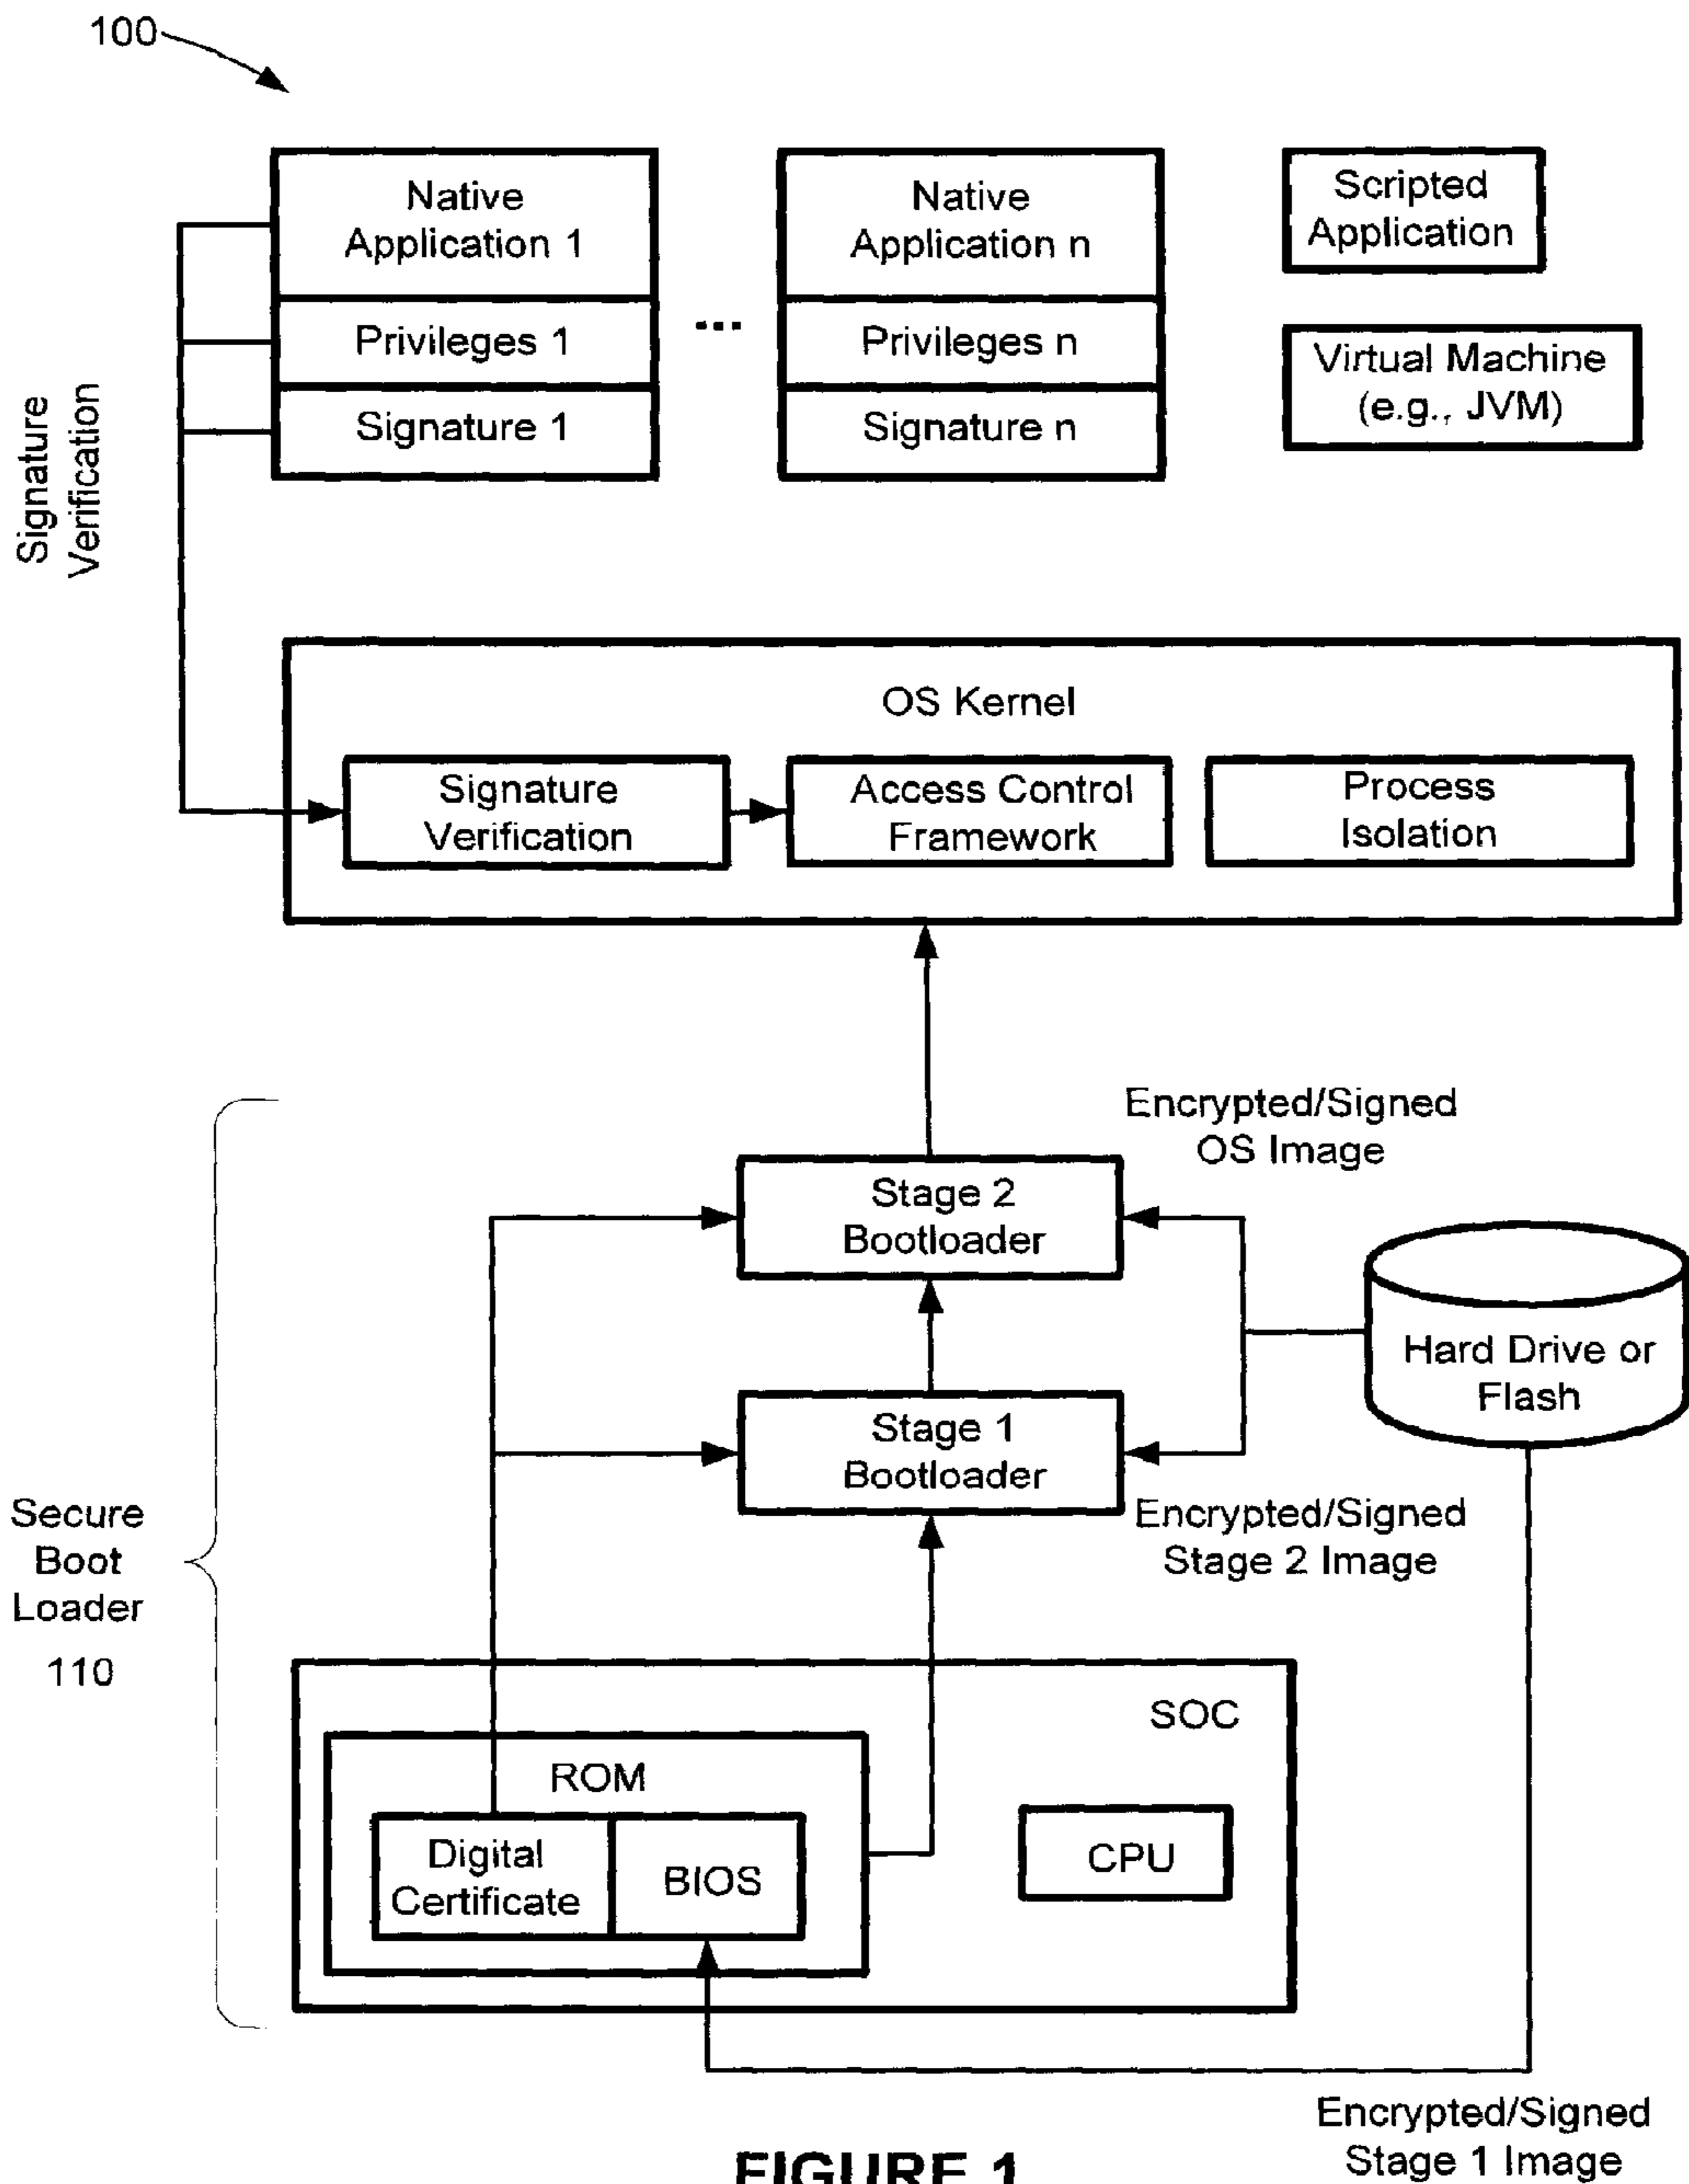 100
Native
Application 1
Privileges 1
Signature 1
...
Native
Application n
Privileges n
Signature n
Scripted
Application
Virtual Machine
(e.g., JVM)
Signature
Verification
OS Kernel
Signature
Verification
Access Control
Framework
Process
Isolation
Encrypted/Signed
OS Image
Stage 2
Bootloader
Hard Drive or
Flash
Stage 1
Bootloader
Encrypted/Signed
Stage 2 Image
Secure
Boot
Loader
110
SOC
ROM
Digital
Certificate
BIOS
CPU
Encrypted/Signed
Stage 1 Image
FIGURE 1